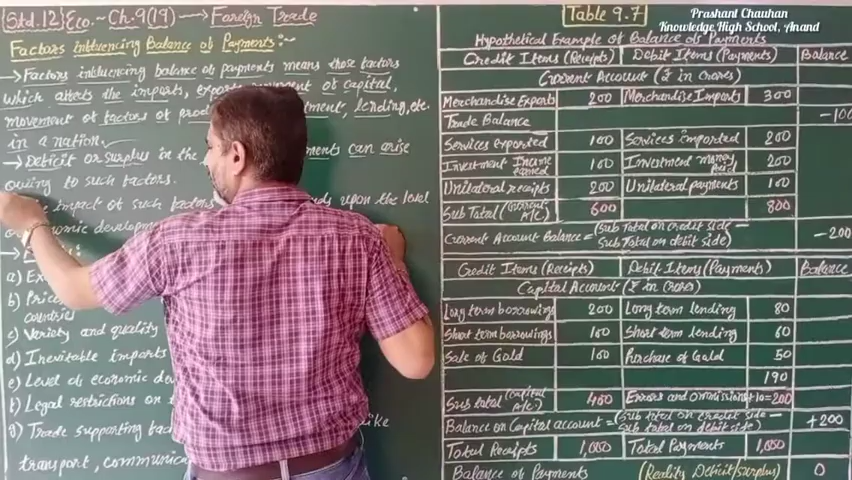 Std.12 Eco. - Ch.9(19) → Foreign Trade
Factors influencing Balance of Payments:-
→ Factors influencing balance of payments means those factors
which affects the imports, exports, of capital,
movement of factors of lending, etc.
in a nation.
→ Deficit or surplus in the can arise
owing to such factors.
impact of such factors upon the level
a)
b)
countries
c) Variety and quality
d) Inevitable imports
e) Level of economic
f) Legal restrictions on
g) Trade supporting like
transport,
Table 9.7
Prashant Chauhan
Knowledge High School, Anand
Hypothetical Example of Balance of Payments
Credit Items (Receipts) Debit Items (Payments) Balance
Current Account (₹ in Crores)
Merchandise Exports 200 Merchandise Imports 300
Trade Balance -100
Services exported 100 Services imported 200
Investment Income earned 100 Investment money paid 200
Unilateral receipts 200 Unilateral payments 100
Sub Total (Current A/c) 600 800
Current Account Balance = (Sub Total on credit side - Sub Total on debit side) -200
Credit Items (Receipts) Debit Items (Payments) Balance
Capital Account (₹ in Crores)
Long term borrowings 200 Long term lending 80
Short term borrowings 100 Short term lending 60
Sale of Gold 100 Purchase of Gold 50
190
Sub total (Capital A/c) 400 Errors and ommissions +10=200
Balance on Capital account = (Sub total on credit side - Sub total on debit side) +200
Total Receipts 1,000 Total Payments 1,000
Balance of Payments (Reality Deficit/surplus) 0